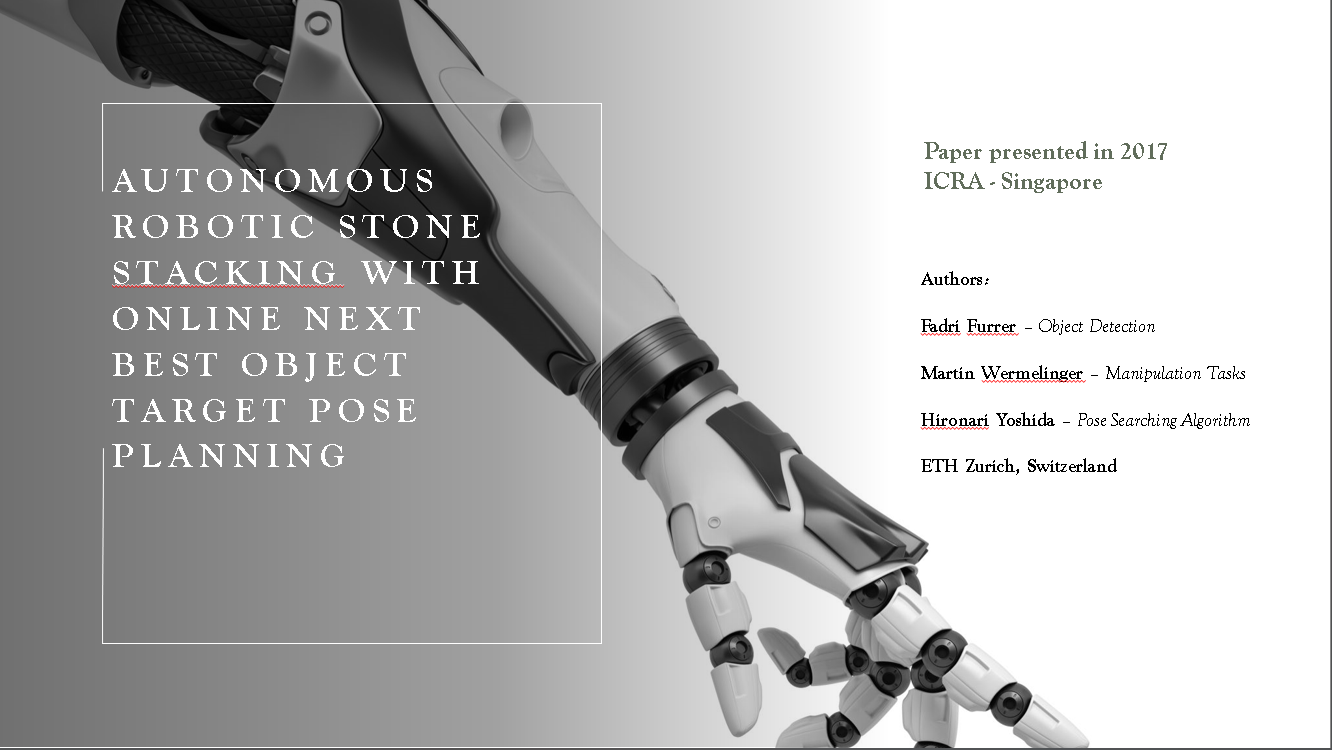 AUTONOMOUS
ROBOTIC STONE
STACKING WITH
ONLINE NEXT
BEST OBJECT
TARGET POSE
PLANNING
Paper presented in 2017
ICRA - Singapore
Authors:
Fadri Furrer – Object Detection
Martin Wermelinger – Manipulation Tasks
Hironari Yoshida – Pose Searching Algorithm
ETH Zurich, Switzerland